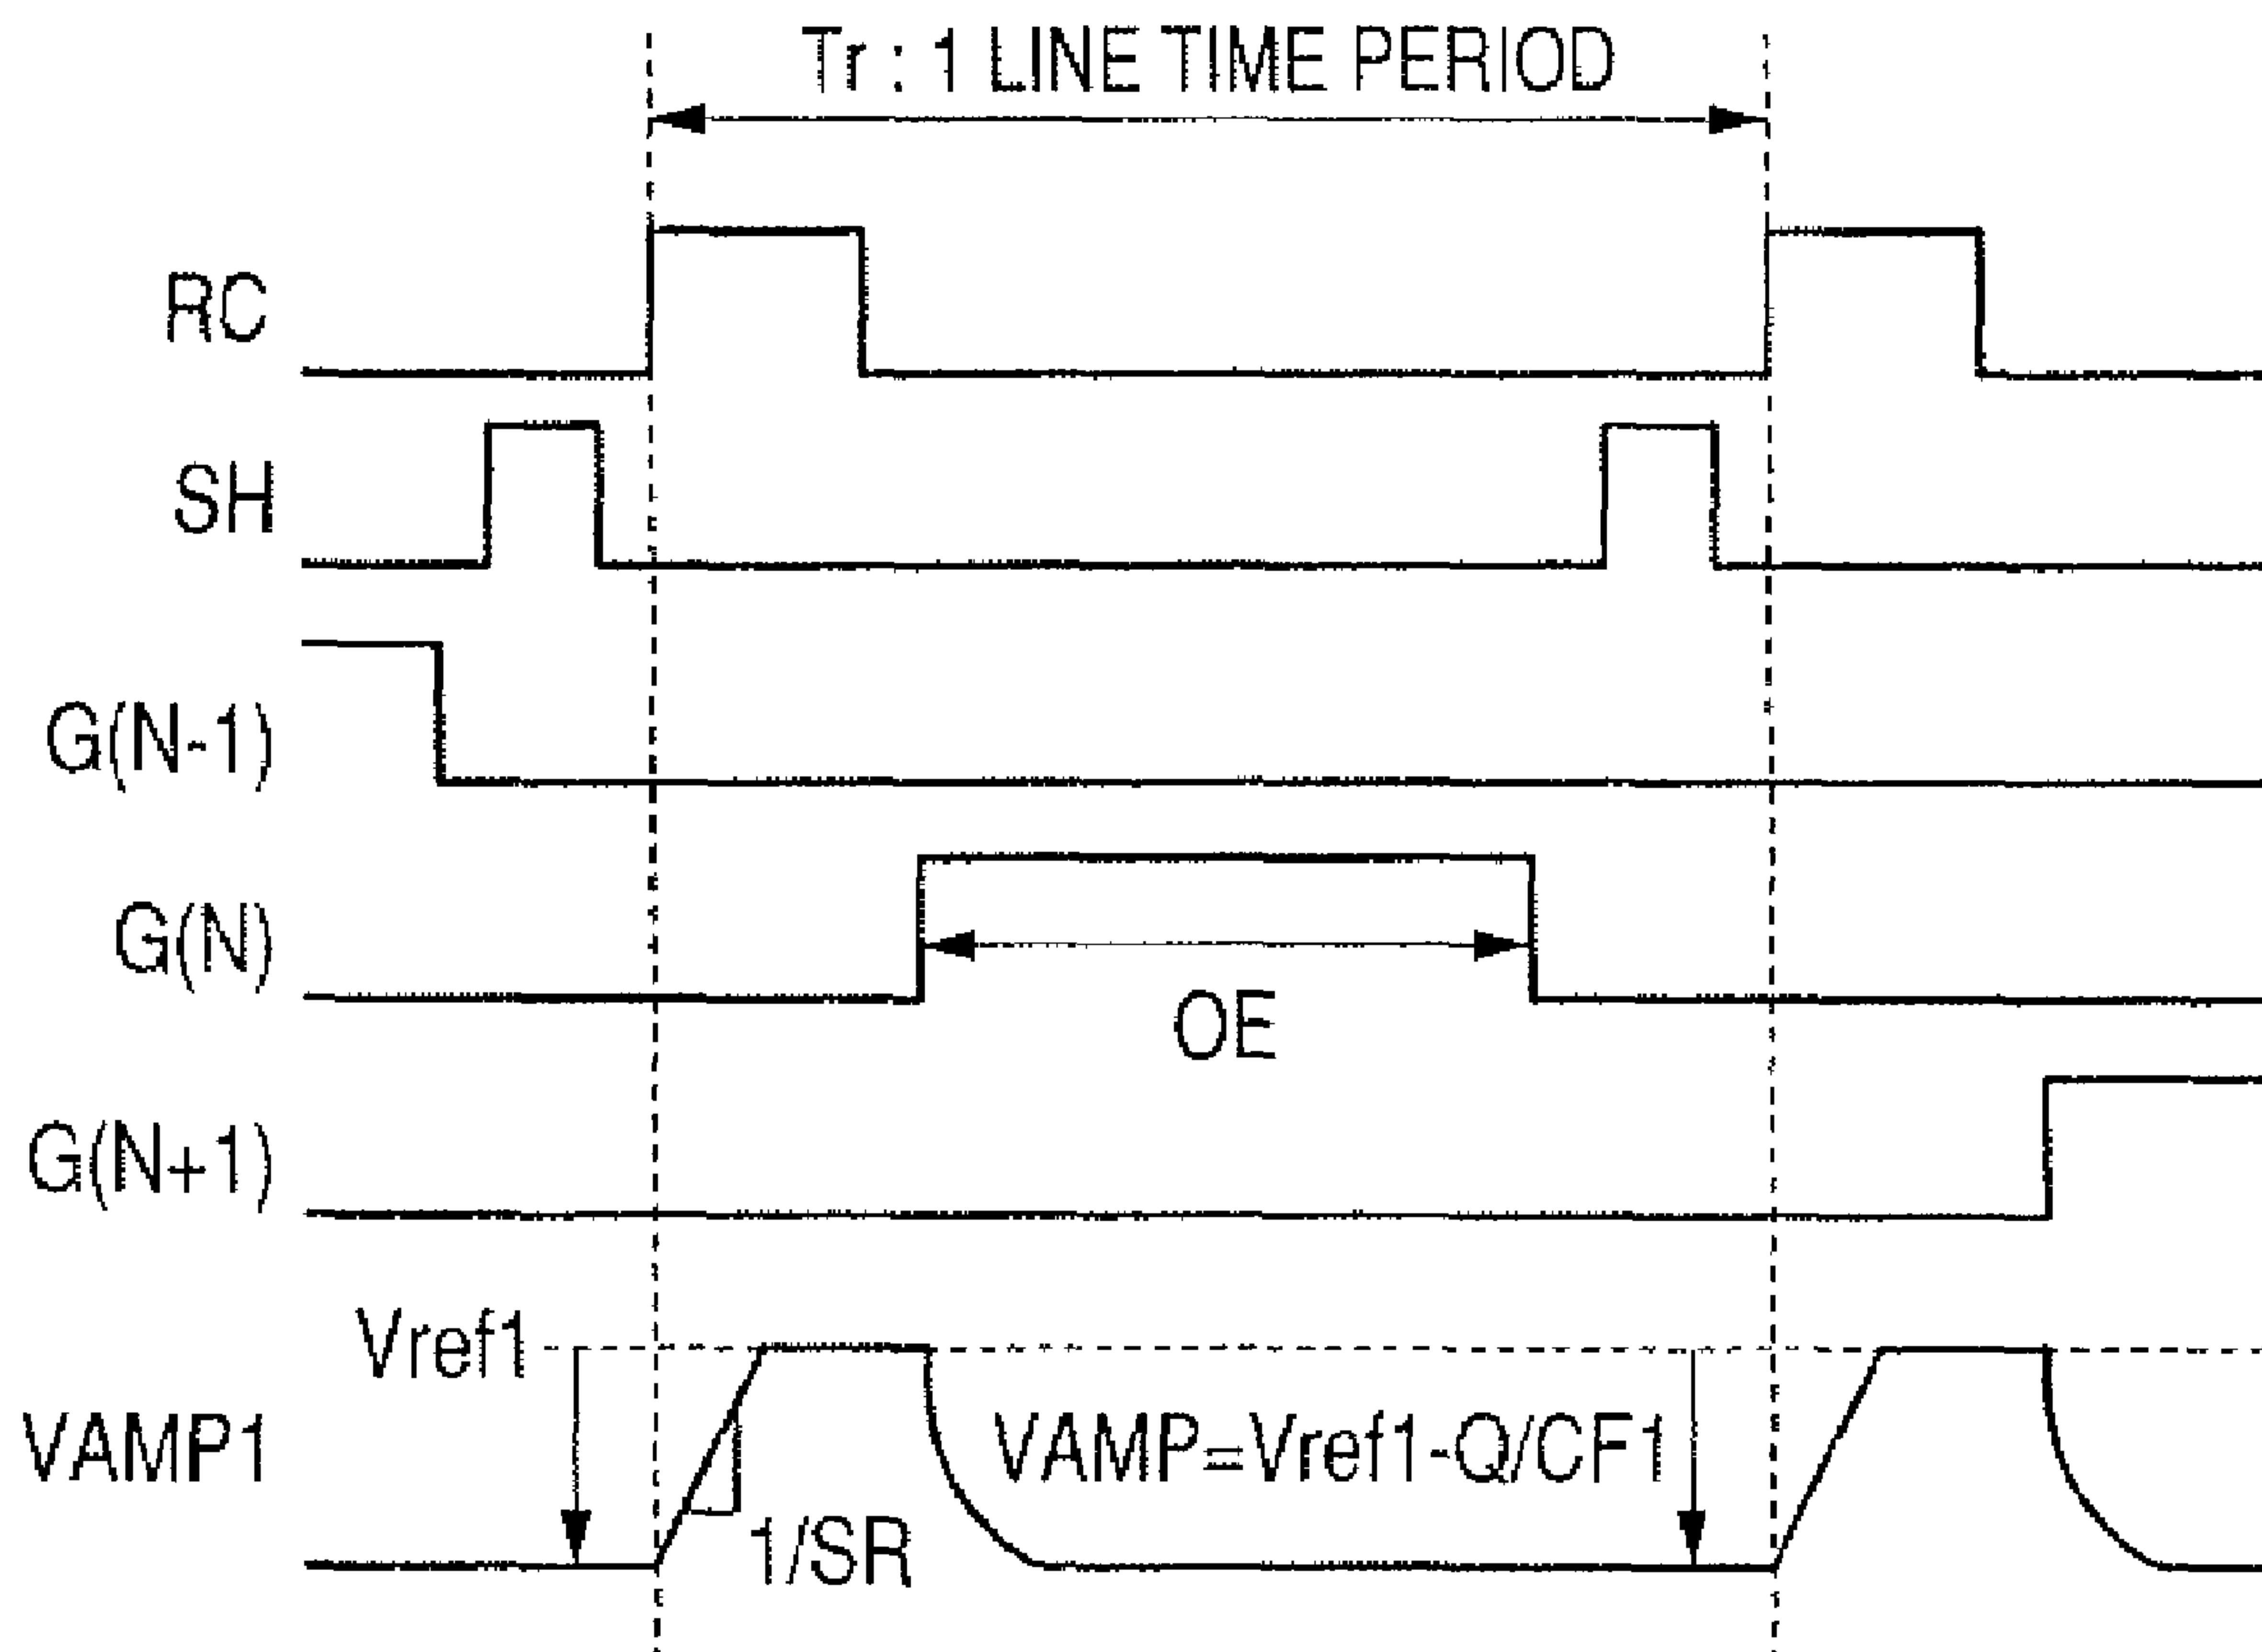 Tr : 1 LINE TIME PERIOD
RC
SH
G(N-1)
G(N)
OE
G(N+1)
Vref1
VAMP1
VAMP=Vref1-Q/CF1
1/SR